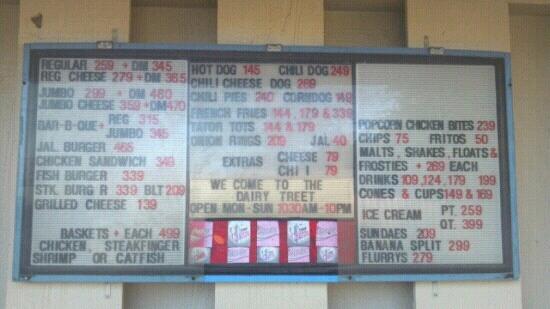 REGULAR 259 + DM 345
REG CHEESE 279 + DM 365
JUMBO 299 + DM 460
JUMBO CHEESE 359 + DM 470
BAR-B-QUE + REG 315
JUMBO 345
JAL BURGER 465
CHICKEN SANDWICH 349
FISH BURGER 339
STK. BURG R 339 BLT 209
GRILLED CHEESE 139
BASKETS + EACH 499
CHICKEN, STEAKFINGER
SHRIMP OR CATFISH
HOT DOG 145 CHILI DOG 249
CHILI CHEESE DOG 269
CHILI PIES 240 CORNDOG 149
FRENCH FRIES 144, 179 & 339
TATOR TOTS 144 & 179
ONION RINGS 209 JAL 40
EXTRAS CHEESE 79
CHI I 79
WE COME TO THE
DAIRY TREET
OPEN MON-SUN 1030AM-10PM
POPCORN CHICKEN BITES 239
CHIPS 75 FRITOS 50
MALTS, SHAKES, FLOATS &
FROSTIES + 269 EACH
DRINKS 109, 124, 179 199
CONES & CUPS 149 & 169
ICE CREAM PT. 259
QT. 399
SUNDAES 209
BANANA SPLIT 299
FLURRYS 279